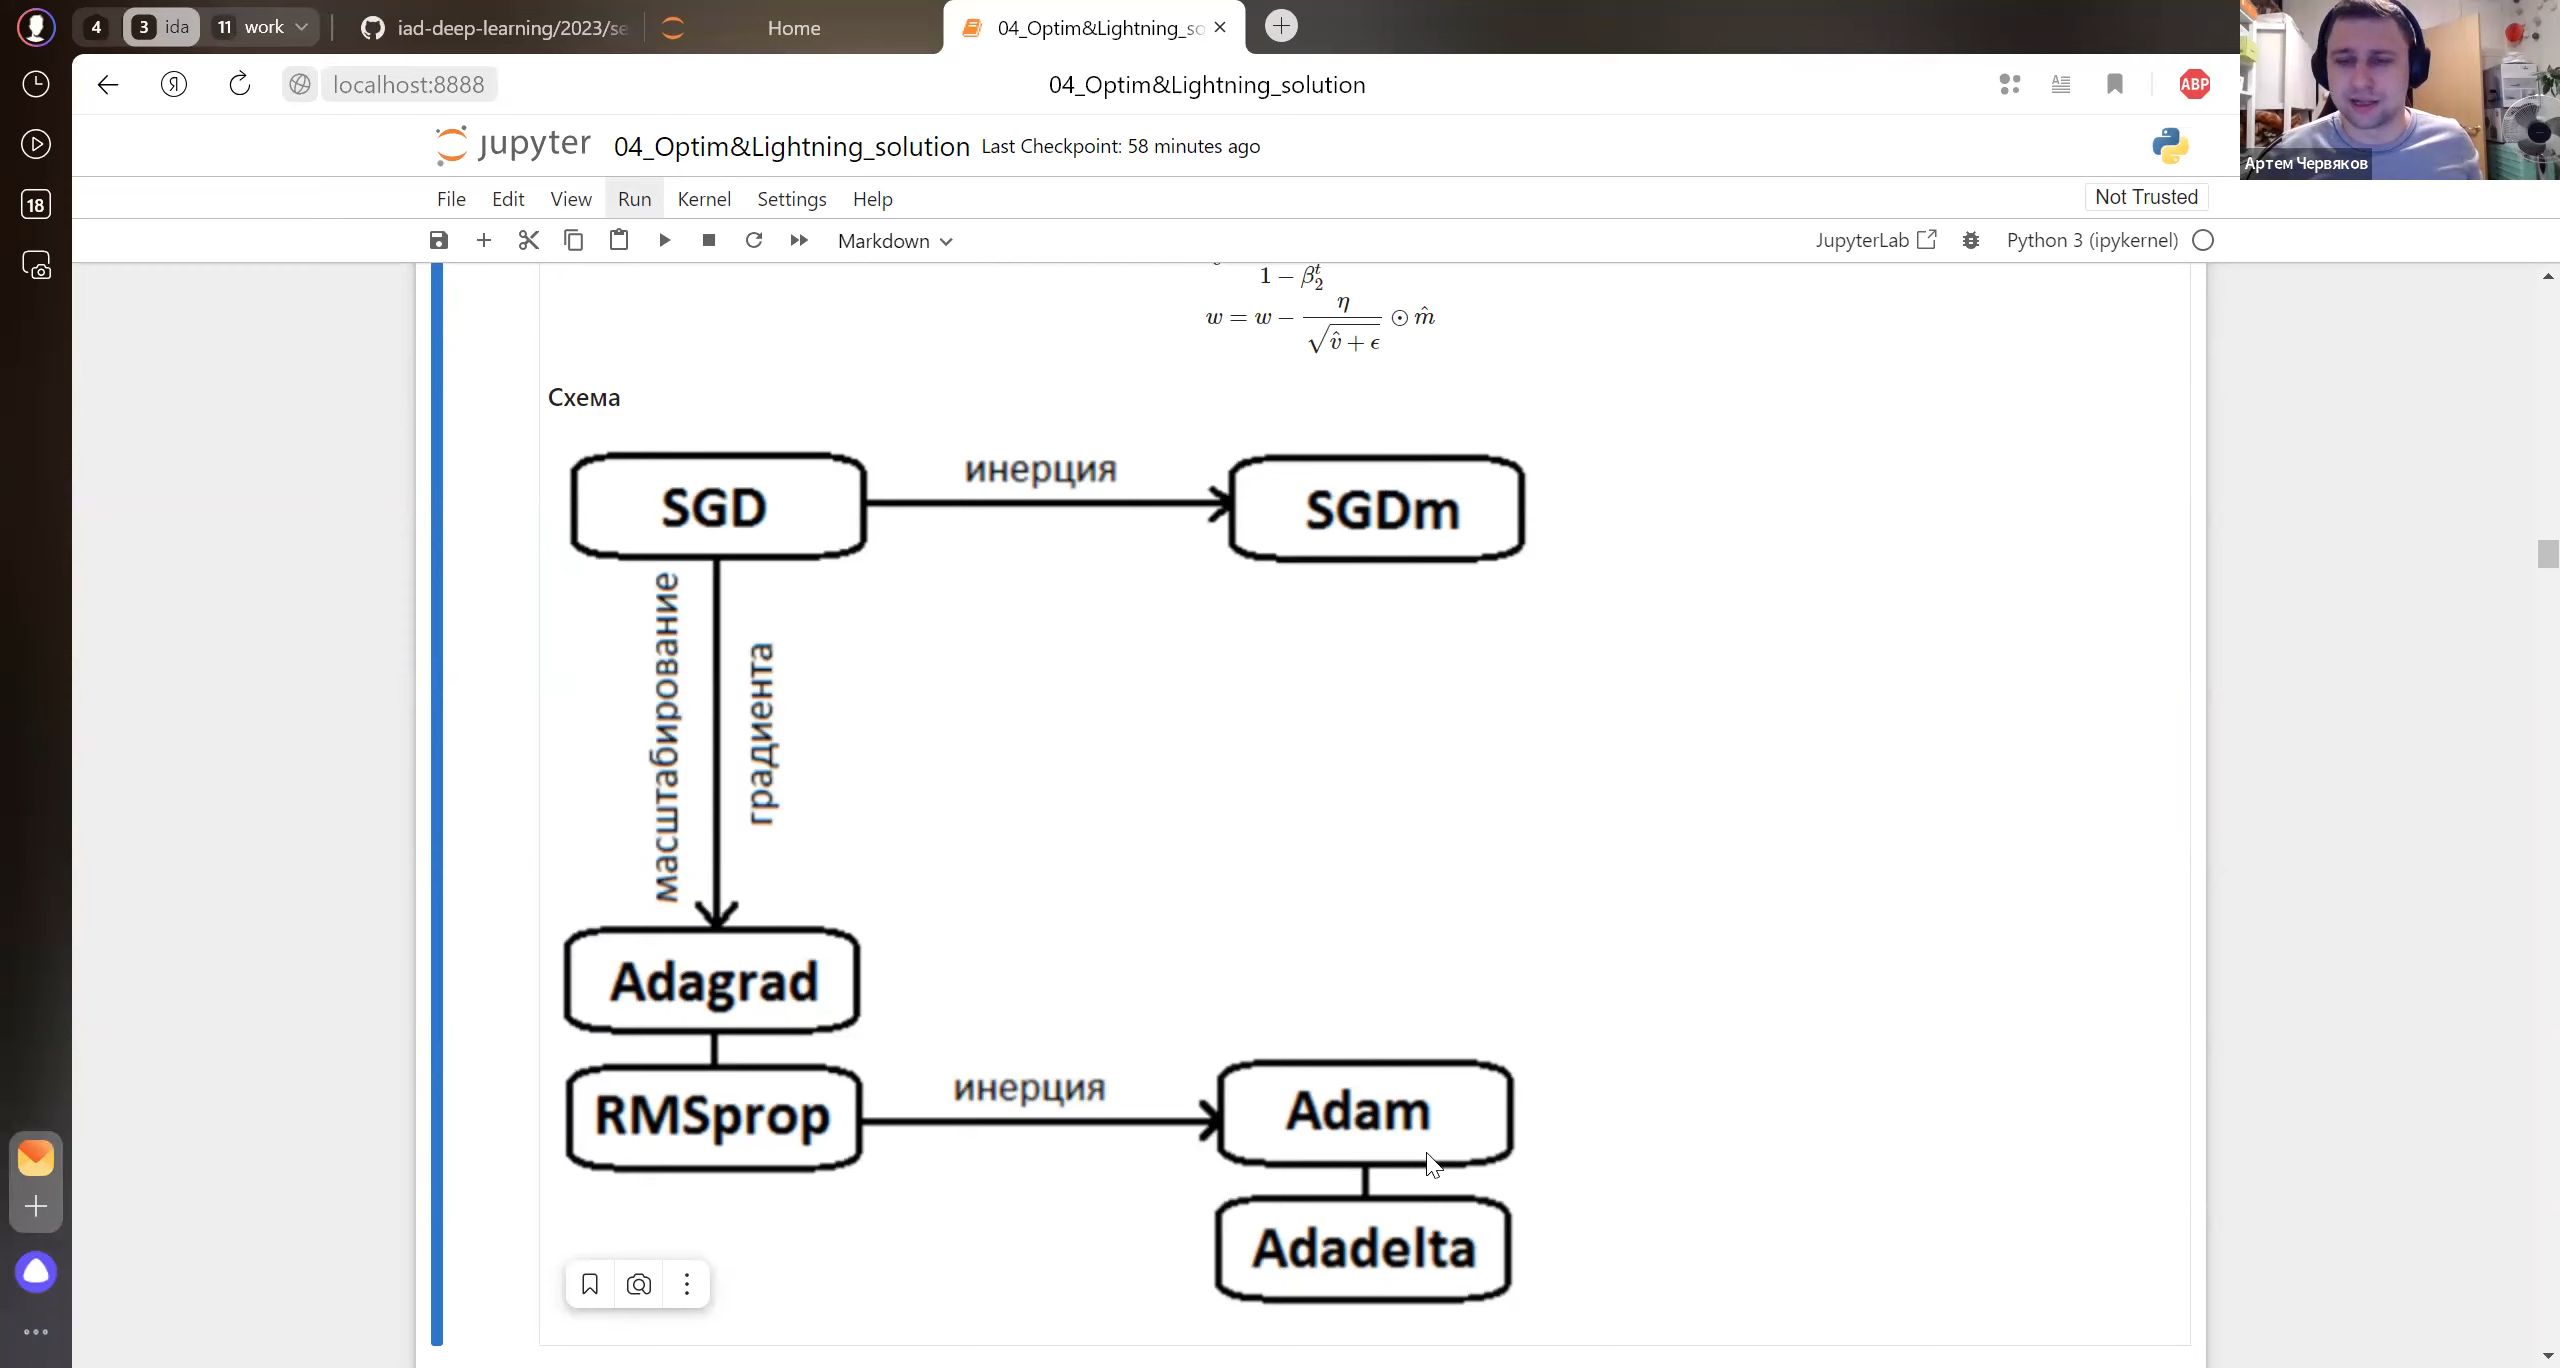 4 3 ida 11 work iad-deep-learning/2023/se Home 04_Optim&Lightning_so
localhost:8888 04_Optim&Lightning_solution ABP
jupyter 04_Optim&Lightning_solution Last Checkpoint: 58 minutes ago
Артем Червяков
File Edit View Run Kernel Settings Help Not Trusted
18
Markdown JupyterLab Python 3 (ipykernel)
1 − β₂ᵗ
w = w − η / √(v̂ + ϵ) ⊙ m̂
Схема
SGD инерция SGDm
масштабирование
градиента
Adagrad
RMSprop инерция Adam
Adadelta